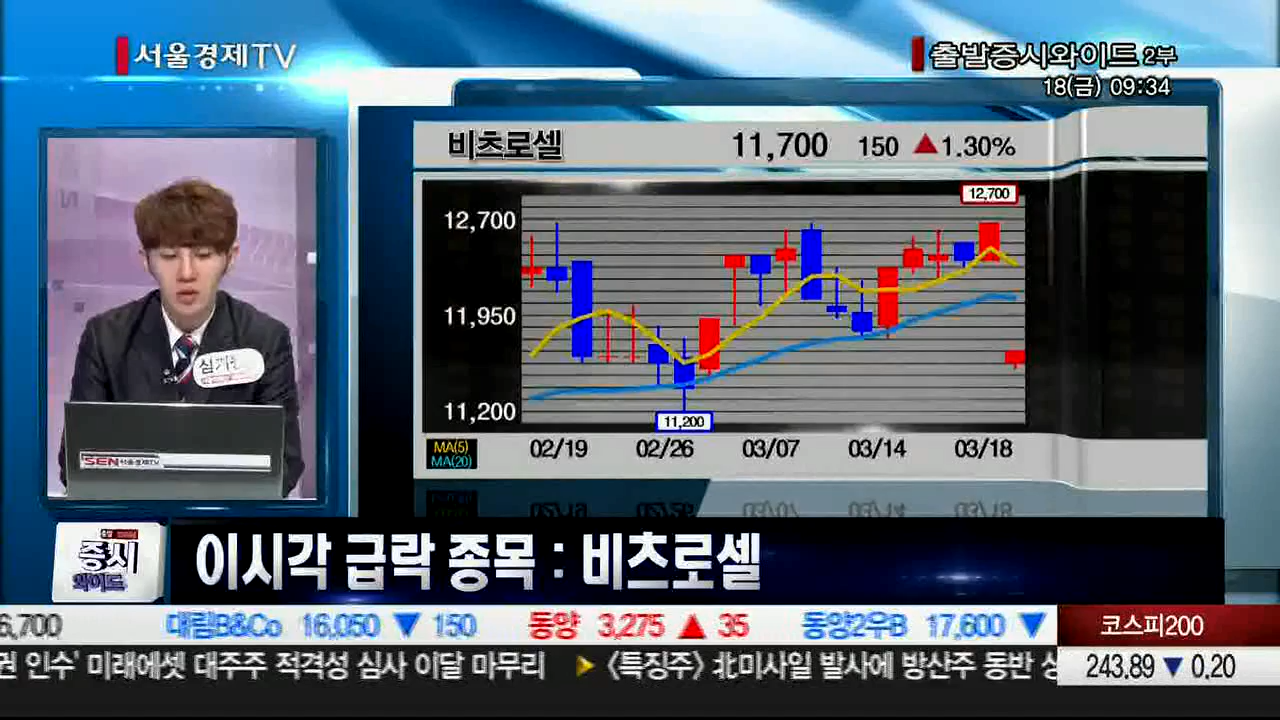 서울경제TV
출발증시와이드 2부
18(금) 09:34
비츠로셀 11,700 150 ▲1.30%
12,700
12,700
11,950
11,200
11,200
MA(5)
MA(20)
02/19 02/26 03/07 03/14 03/18
SEN 서울경제TV
증시
와이드
이시각 급락 종목 : 비츠로셀
6,700 대림B&Co 16,050 ▼ 150 동양 3,275 ▲ 35 동양2우B 17,600 ▼
코스피200
권 인수' 미래에셋 대주주 적격성 심사 이달 마무리 ▶ <특징주> 北미사일 발사에 방산주 동반
243.89 ▼ 0.20